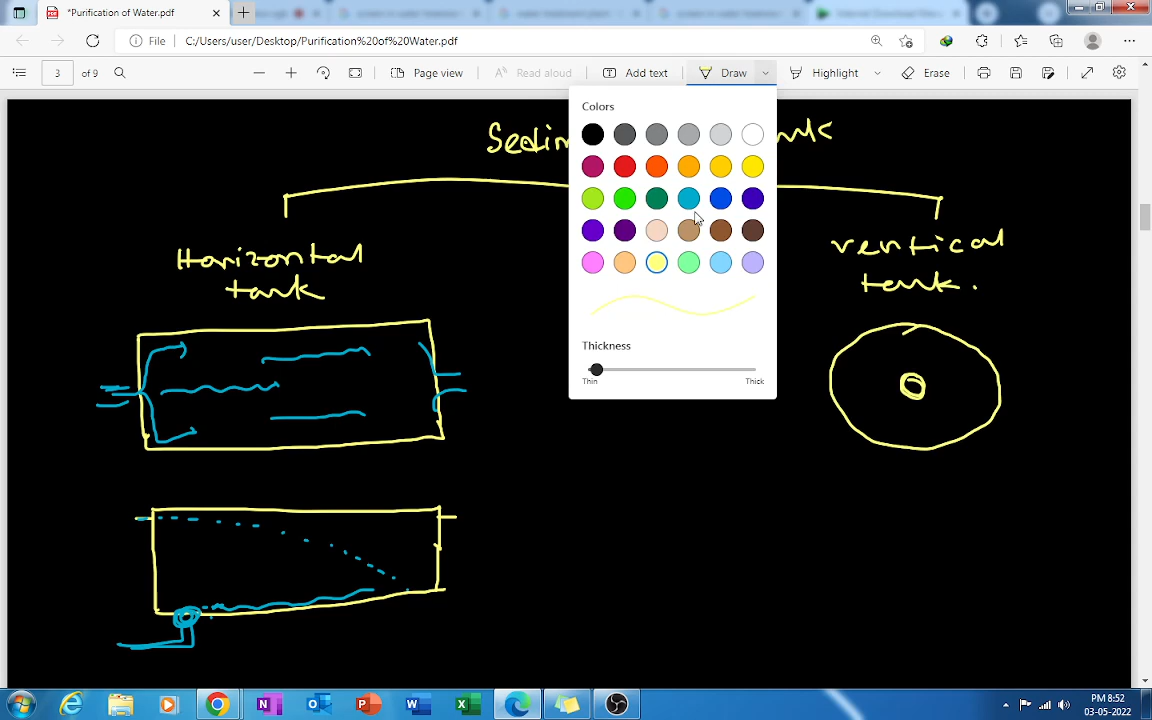 *Purification of Water.pdf
File
C:/Users/user/Desktop/Purification%20of%20Water.pdf
3 of 9
Page view
Read aloud
Add text
Draw
Highlight
Erase
Colors
Thickness
Thin
Thick
Horizontal
tank
vertical
tank.
PM 8:52
03-05-2022